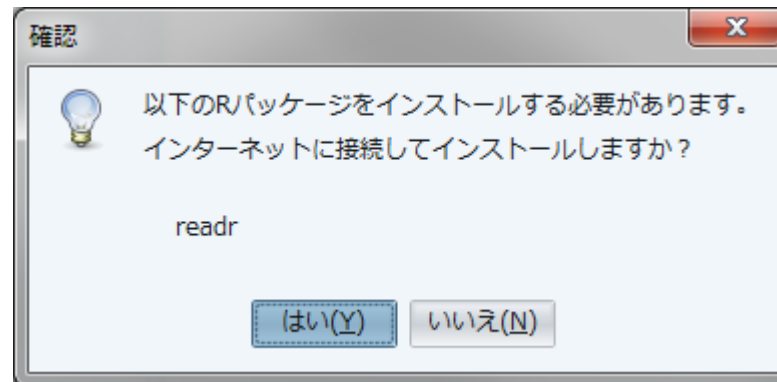 確認
以下のRパッケージをインストールする必要があります。
インターネットに接続してインストールしますか？
readr
はい(Y)
いいえ(N)